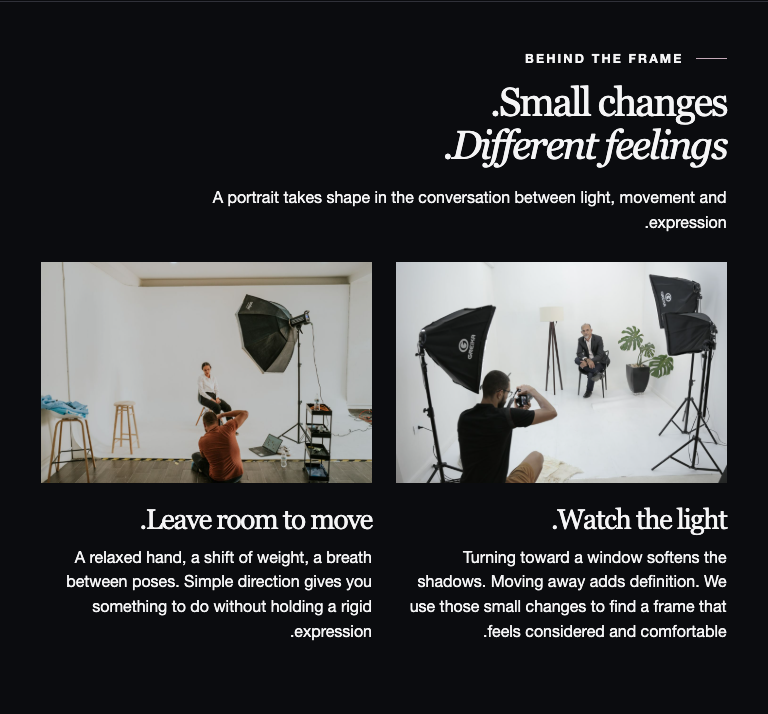 BEHIND THE FRAME
.Small changes
.Different feelings
A portrait takes shape in the conversation between light, movement and
.expression
.Watch the light
Turning toward a window softens the
shadows. Moving away adds definition. We
use those small changes to find a frame that
.feels considered and comfortable
.Leave room to move
A relaxed hand, a shift of weight, a breath
between poses. Simple direction gives you
something to do without holding a rigid
.expression